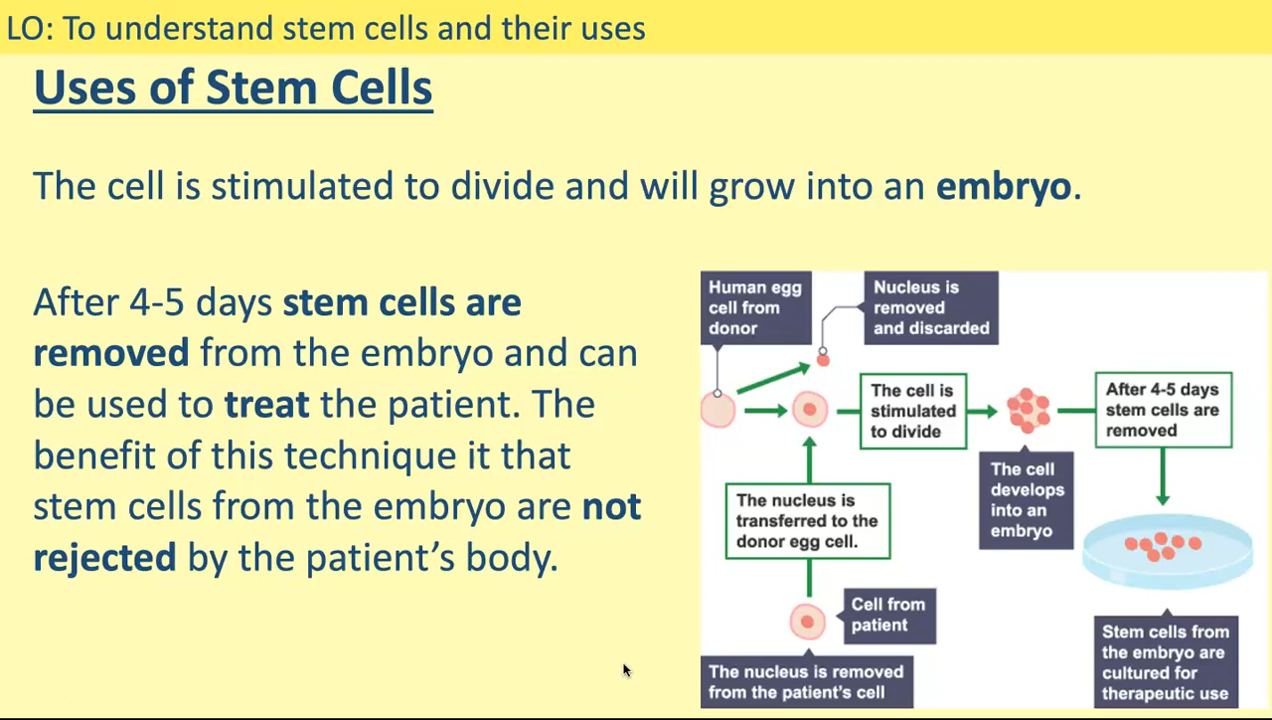 LO: To understand stem cells and their uses
Uses of Stem Cells
The cell is stimulated to divide and will grow into an embryo.
After 4-5 days stem cells are
removed from the embryo and can
be used to treat the patient. The
benefit of this technique it that
stem cells from the embryo are not
rejected by the patient's body.
Human egg
cell from
donor
Nucleus is
removed
and discarded
The cell is
stimulated
to divide
After 4-5 days
stem cells are
removed
The cell
develops
into an
embryo
The nucleus is
transferred to the
donor egg cell.
Cell from
patient
The nucleus is removed
from the patient's cell
Stem cells from
the embryo are
cultured for
therapeutic use